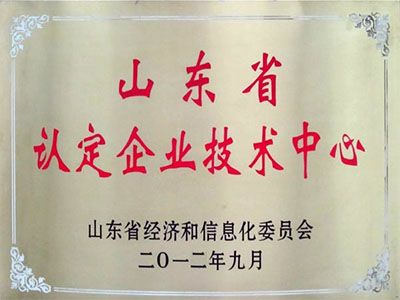 山东省
认定企业技术中心
山东省经济和信息化委员会
二〇一二年九月